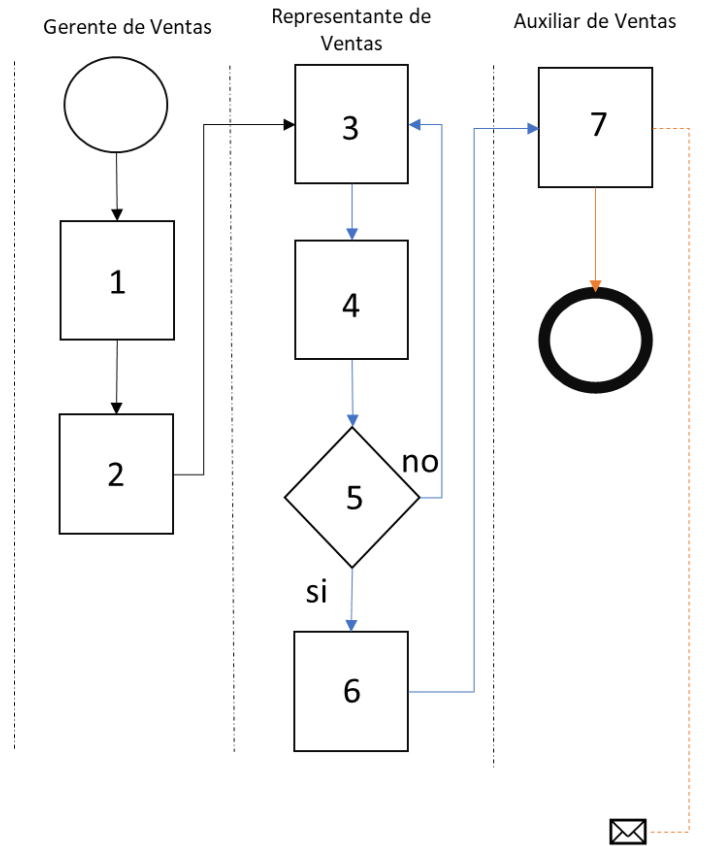 Gerente de Ventas
Representante de
Ventas
Auxiliar de Ventas
1
2
3
4
5
no
si
6
7